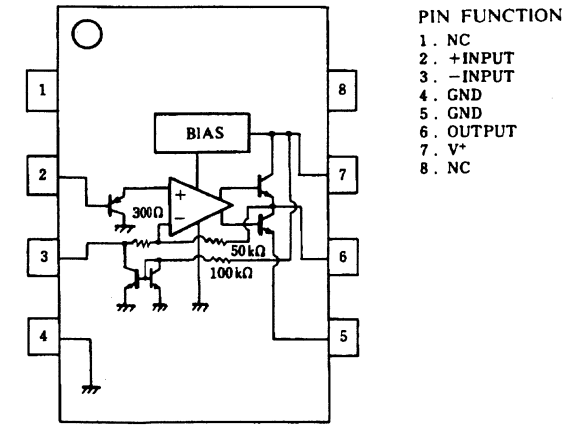 PIN FUNCTION
1. NC
2. +INPUT
3. −INPUT
4. GND
5. GND
6. OUTPUT
7. V⁺
8. NC
1
8
BIAS
2
7
+
300Ω
−
3
50kΩ
6
100kΩ
4
5